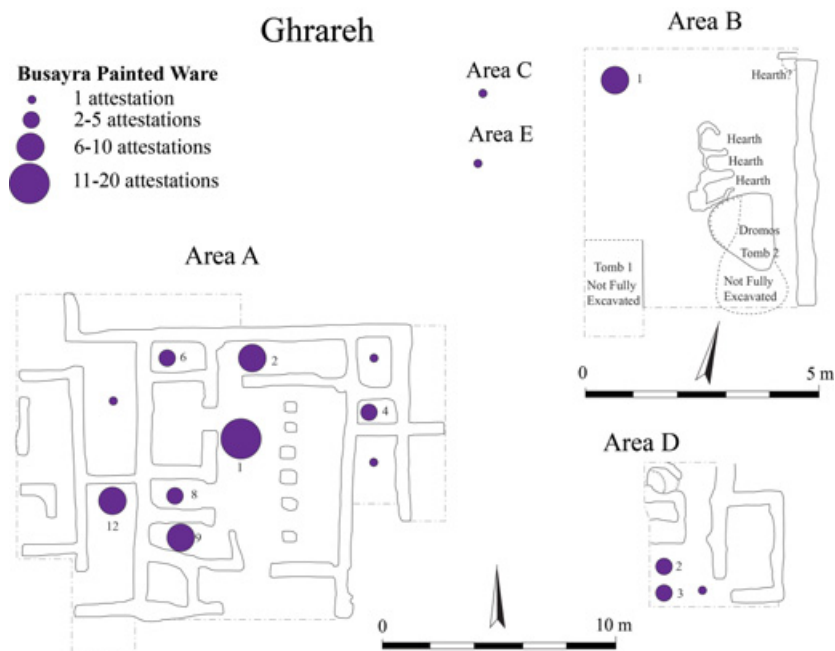 Ghrareh
Busayra Painted Ware
1 attestation
2-5 attestations
6-10 attestations
11-20 attestations
Area C
Area E
Area B
1
Hearth?
Hearth
Hearth
Hearth
Dromos
Tomb 2
Not Fully
Excavated
Tomb 1
Not Fully
Excavated
0
5 m
Area A
6
2
4
1
8
12
9
0
10 m
Area D
2
3